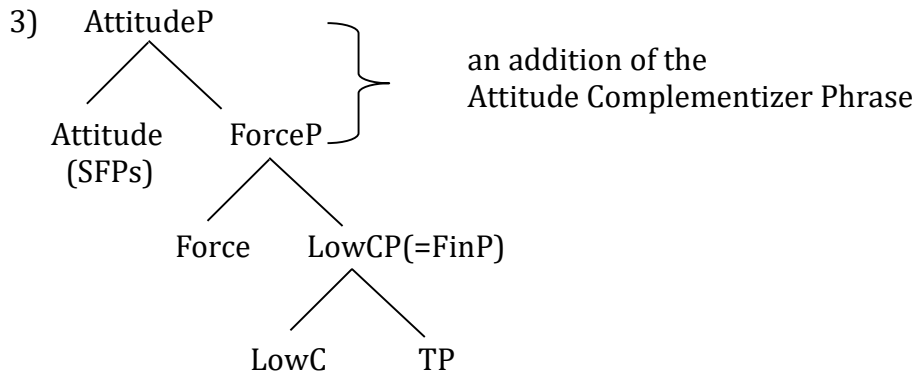 3) AttitudeP
an addition of the
Attitude Complementizer Phrase
Attitude ForceP
(SFPs)
Force LowCP(=FinP)
LowC TP